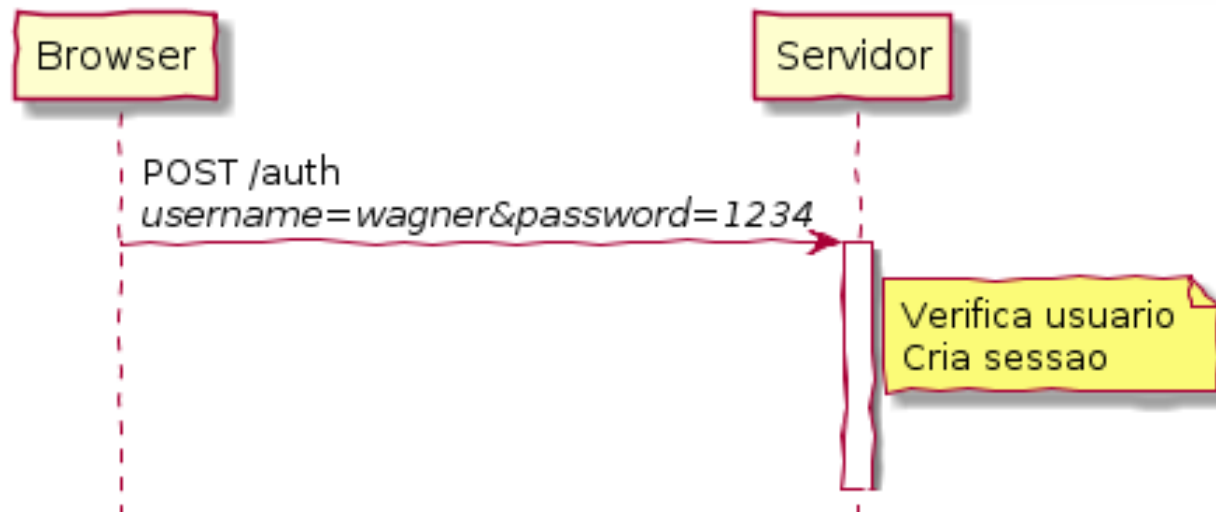 Browser
Servidor
POST /auth
username=wagner&password=1234
Verifica usuario
Cria sessao